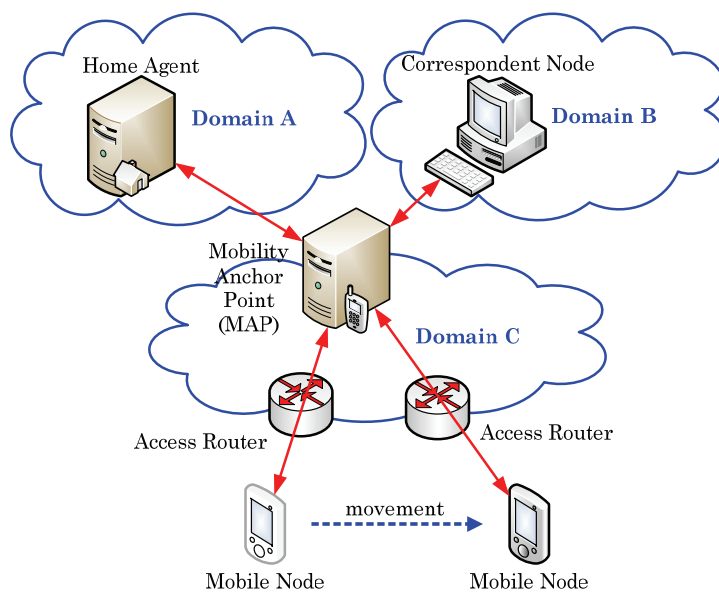 Home Agent
Correspondent Node
Domain A
Domain B
Mobility
Anchor
Point
(MAP)
Domain C
Access Router
Access Router
movement
Mobile Node
Mobile Node